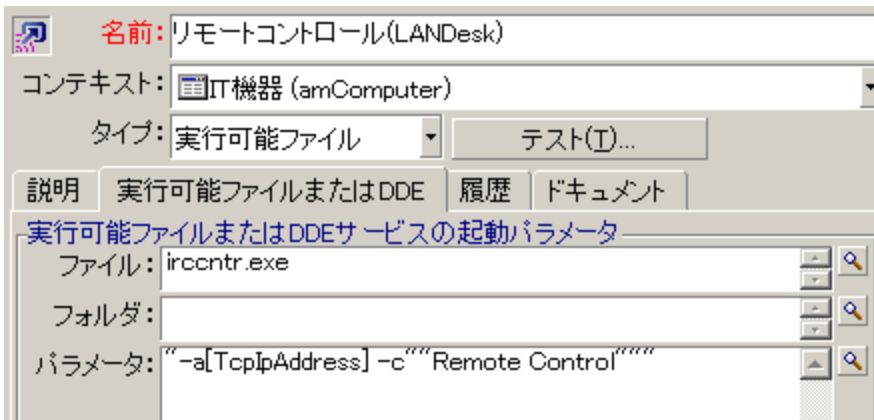 名前: リモートコントロール(LANDesk)
コンテキスト: IT機器 (amComputer)
タイプ: 実行可能ファイル テスト(T)...
説明 実行可能ファイルまたはDDE 履歴 ドキュメント
実行可能ファイルまたはDDEサービスの起動パラメータ
ファイル: irccntr.exe
フォルダ:
パラメータ: "-a[TcpIpAddress] -c""Remote Control"""